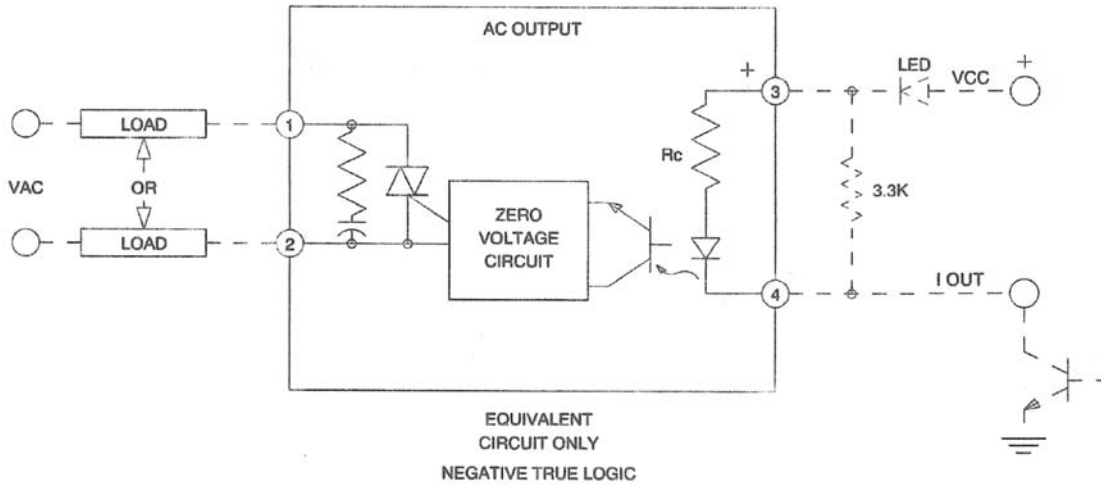 AC OUTPUT
+
LED
VCC
+
3
1
LOAD
Rc
VAC
OR
3.3K
ZERO
VOLTAGE
CIRCUIT
LOAD
2
4
I OUT
EQUIVALENT
CIRCUIT ONLY
NEGATIVE TRUE LOGIC